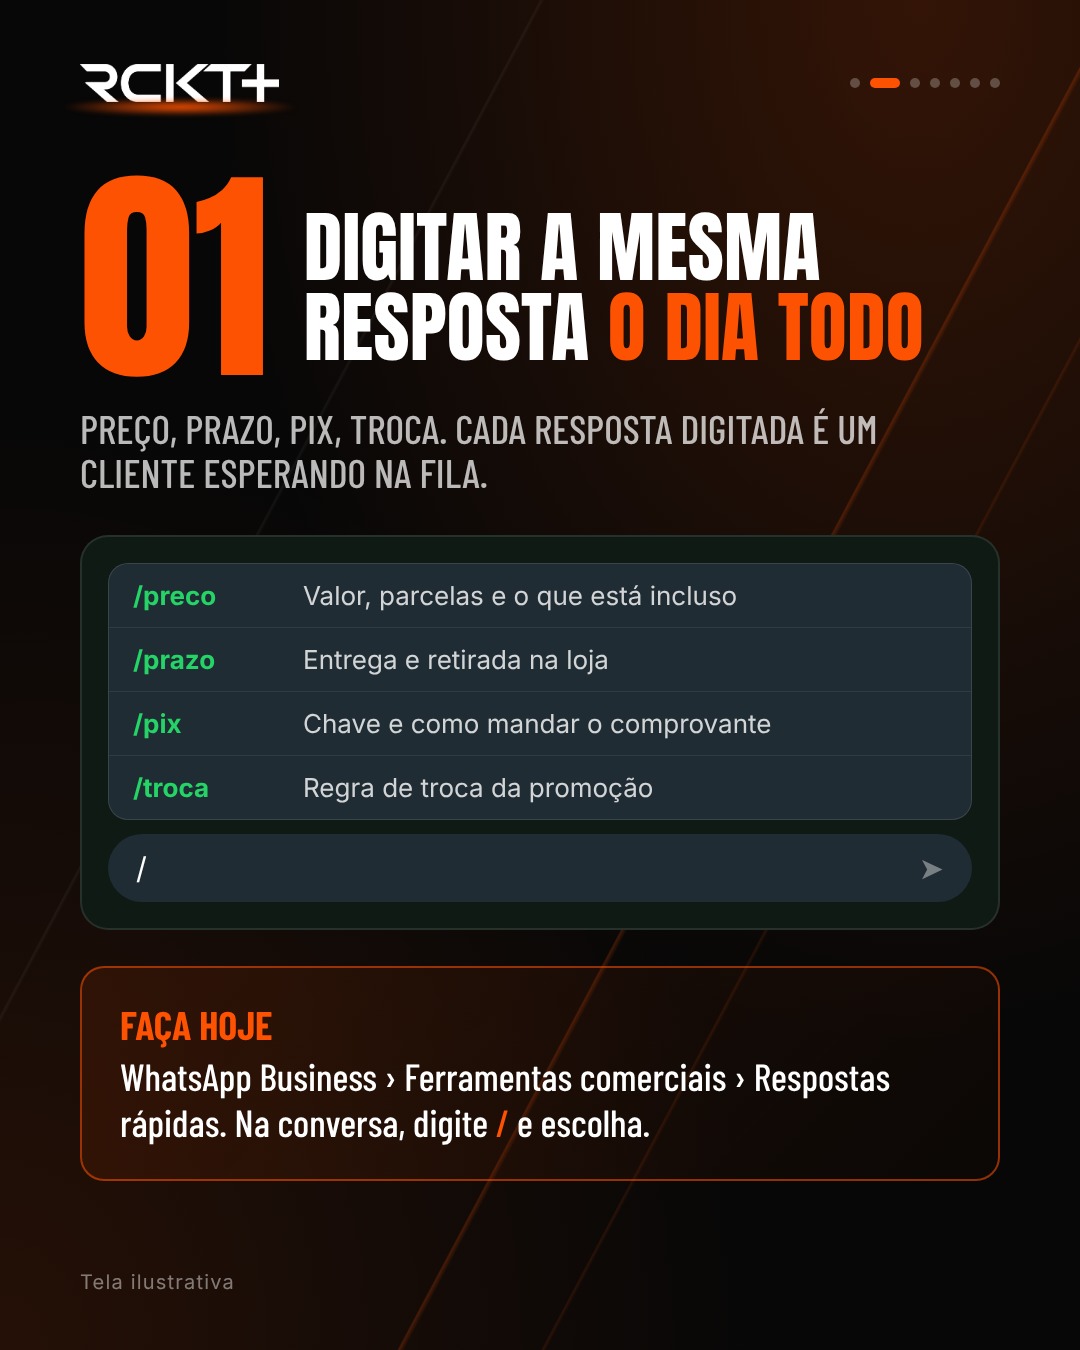 RCKT+
01
DIGITAR A MESMA
RESPOSTA O DIA TODO
PREÇO, PRAZO, PIX, TROCA. CADA RESPOSTA DIGITADA É UM
CLIENTE ESPERANDO NA FILA.
/preco Valor, parcelas e o que está incluso
/prazo Entrega e retirada na loja
/pix Chave e como mandar o comprovante
/troca Regra de troca da promoção
/
FAÇA HOJE
WhatsApp Business › Ferramentas comerciais › Respostas
rápidas. Na conversa, digite / e escolha.
Tela ilustrativa